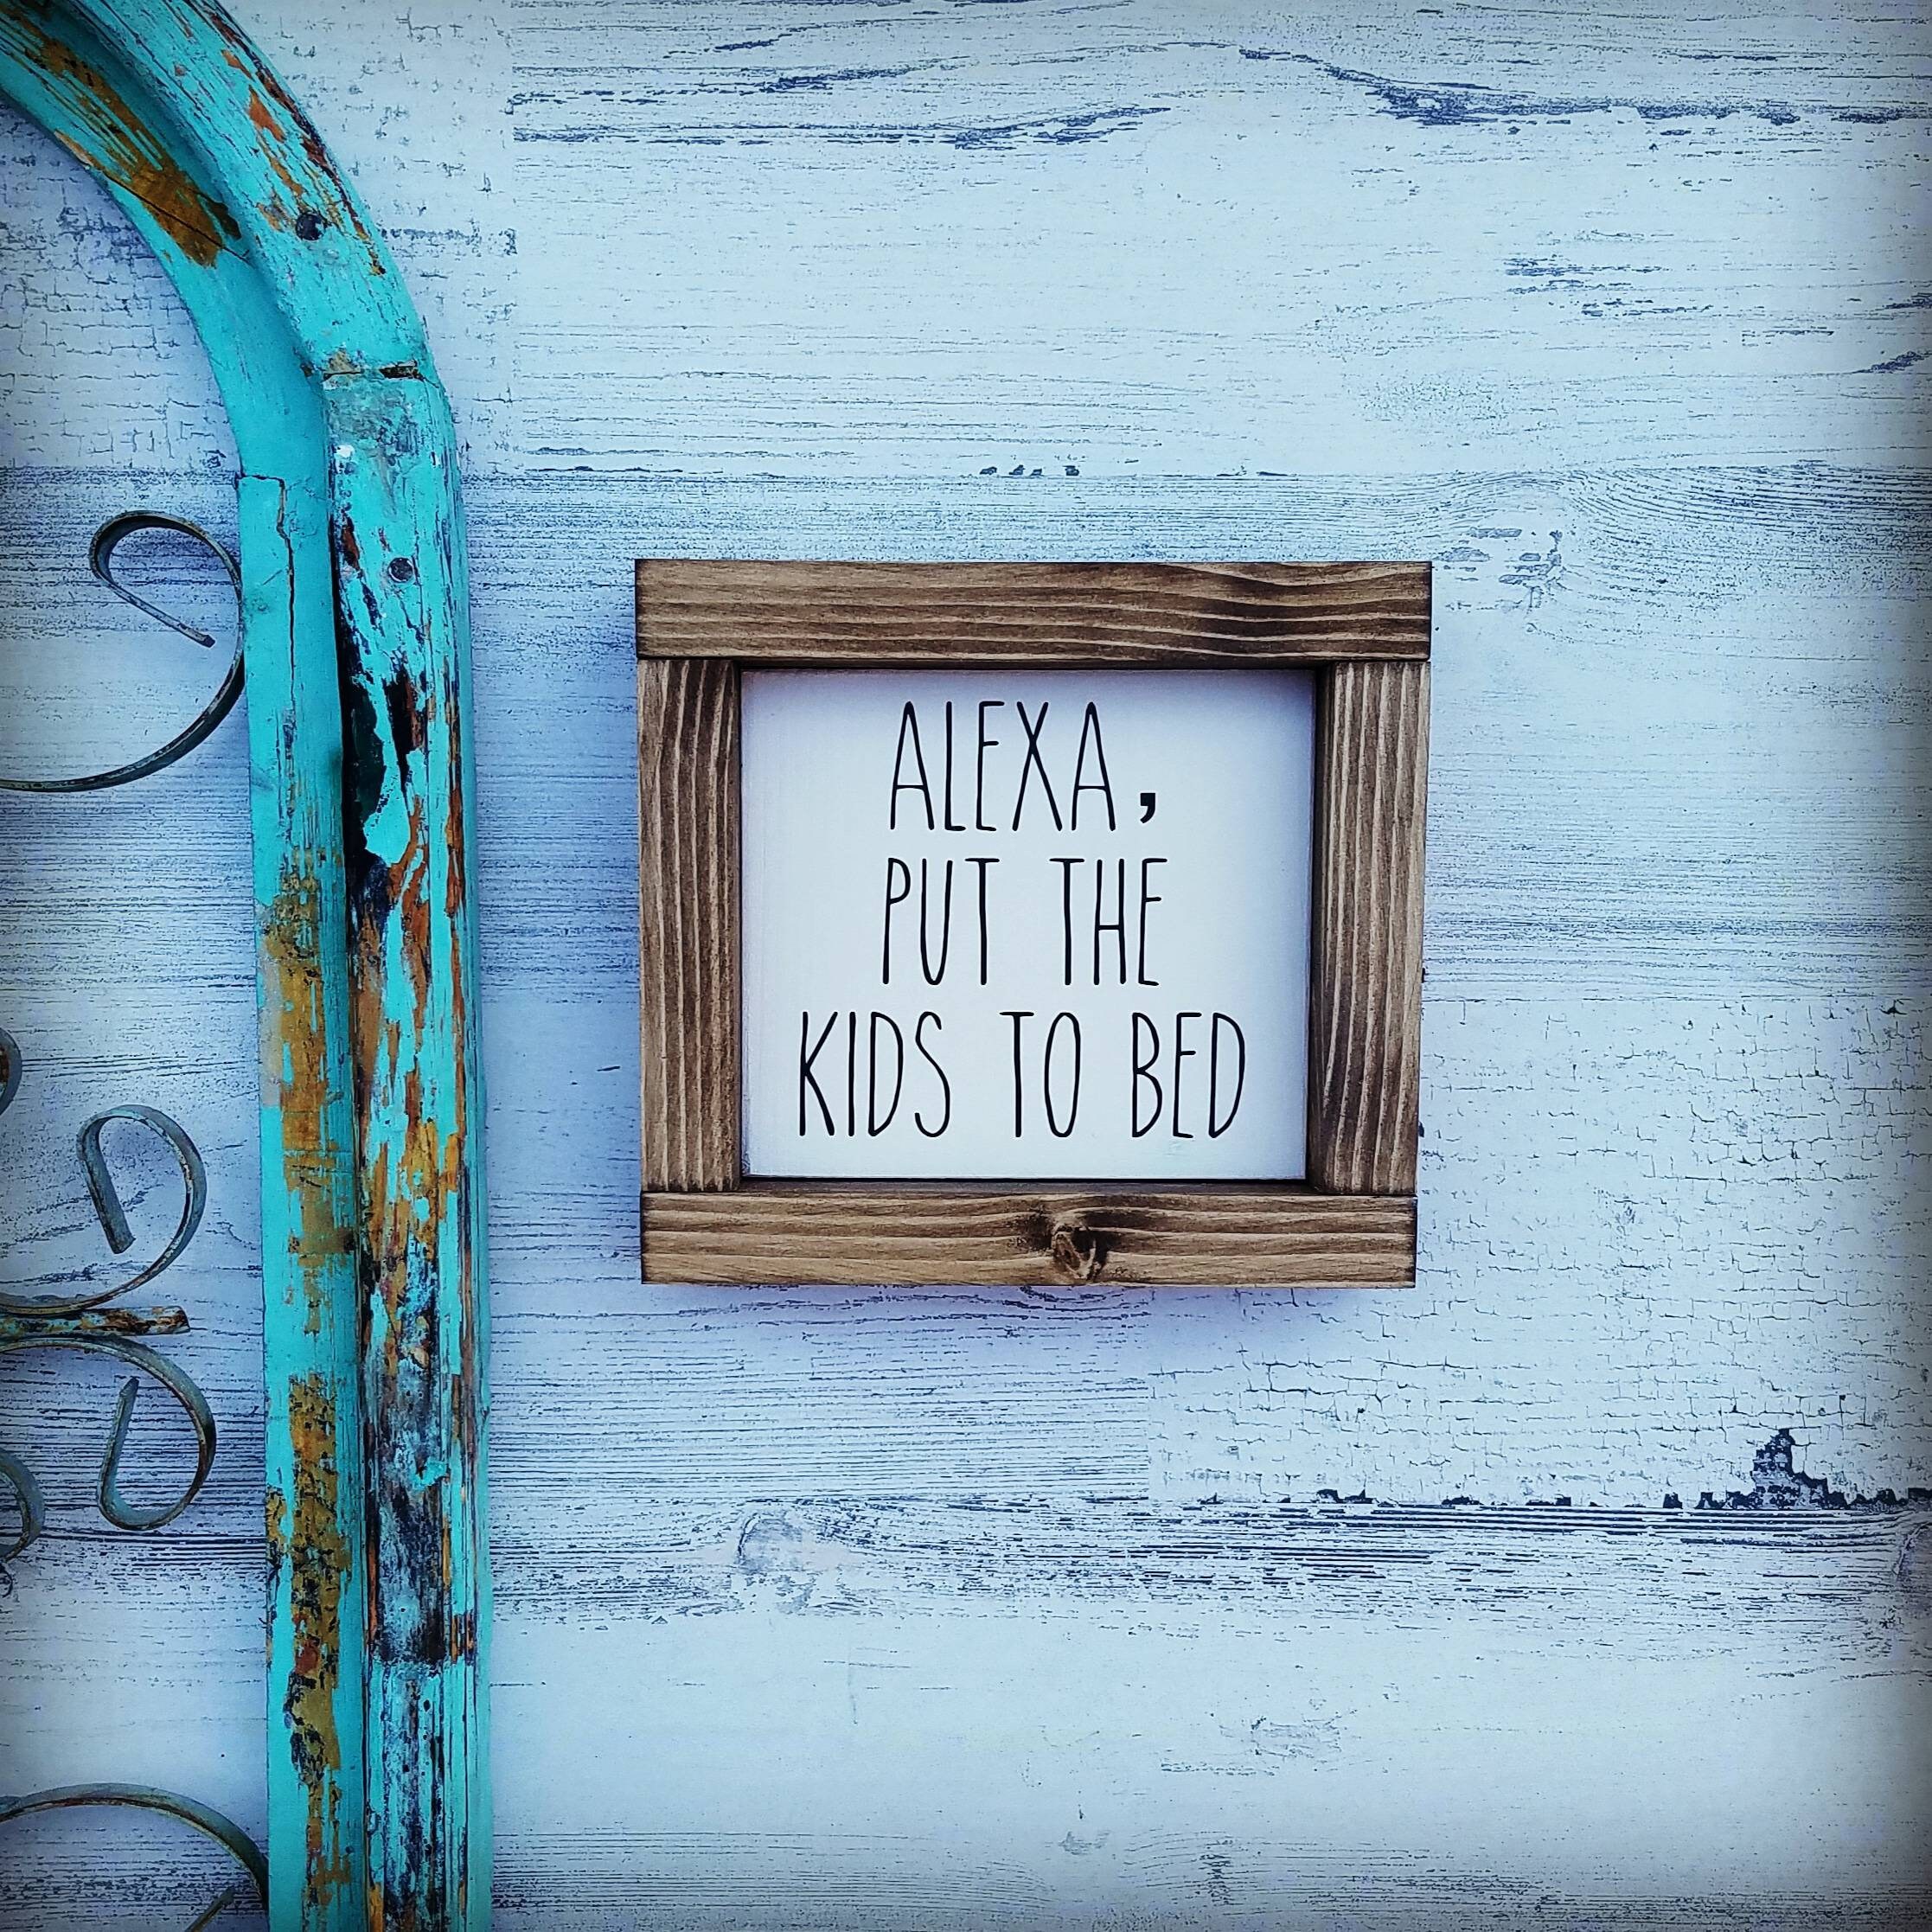 ALEXA,
PUT THE
KIDS TO BED